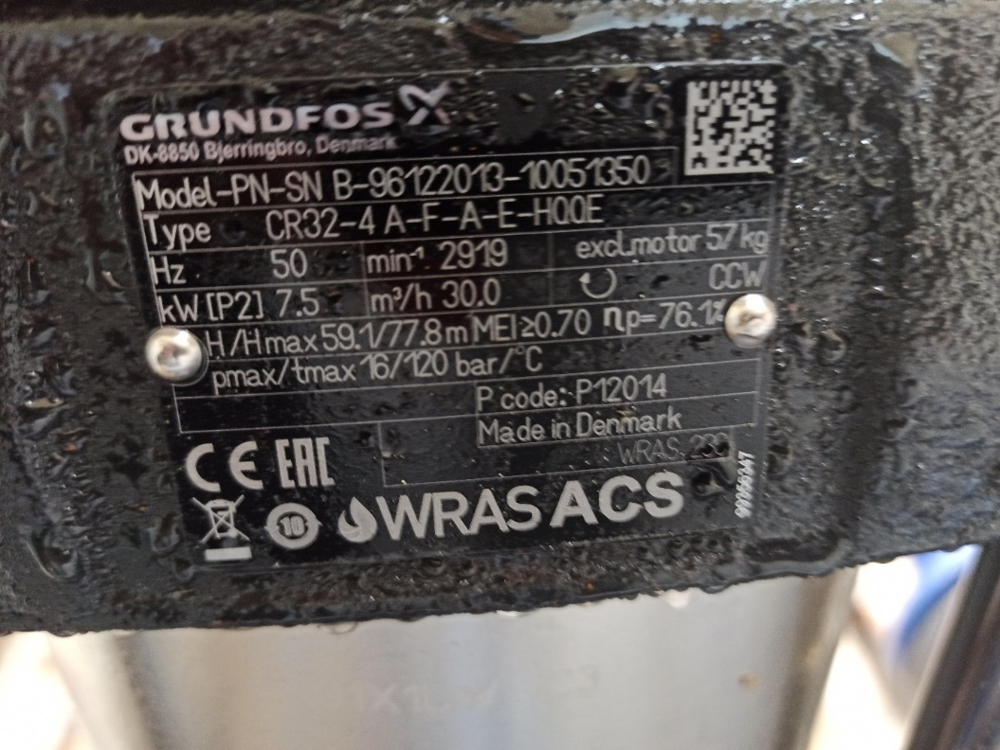 GRUNDFOS
DK-8850 Bjerringbro, Denmark
Model-PN-SN B-96122013-10051350
Type CR32-4 A-F-A-E-HQQE
Hz 50 min⁻¹ 2919 excl.motor 57 kg
kW [P2] 7.5 m³/h 30.0 CCW
H/Hmax 59.1/77.8 m MEI≥0.70 ηp=76.1%
pmax/tmax 16/120 bar/°C
P code: P12014
Made in Denmark
WRAS
CE EAC
10 WRAS ACS